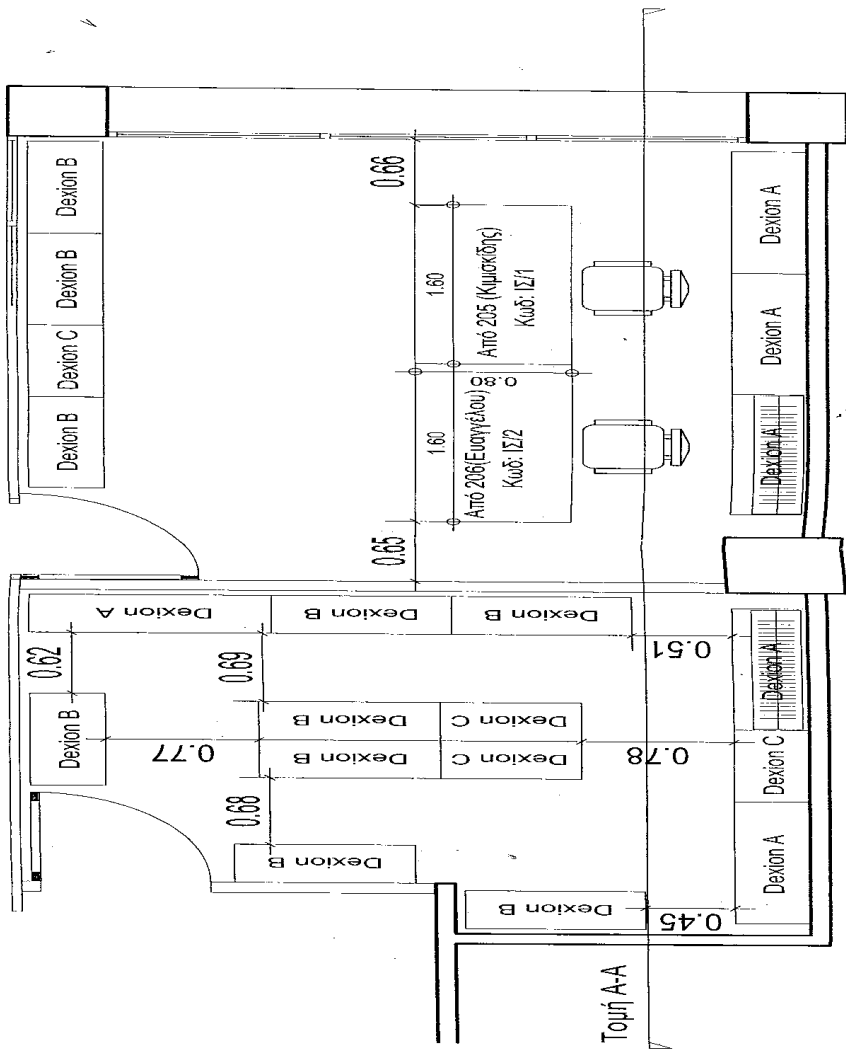 Dexion B
Dexion B
Dexion C
Dexion B
0.66
1.60
Από 205 (Κιμισκίδης)
Κωδ: ΙΣ/1
0.80
1.60
Από 206(Ευαγγέλου)
Κωδ: ΙΣ/2
0.65
Dexion A
Dexion A
Dexion A
Dexion A
Dexion B
Dexion B
0.62
0.69
0.51
Dexion B
0.77
Dexion B
Dexion C
Dexion B
Dexion C
0.78
Dexion A
Dexion C
Dexion A
0.68
Dexion B
Dexion B
0.45
Τομή Α-Α